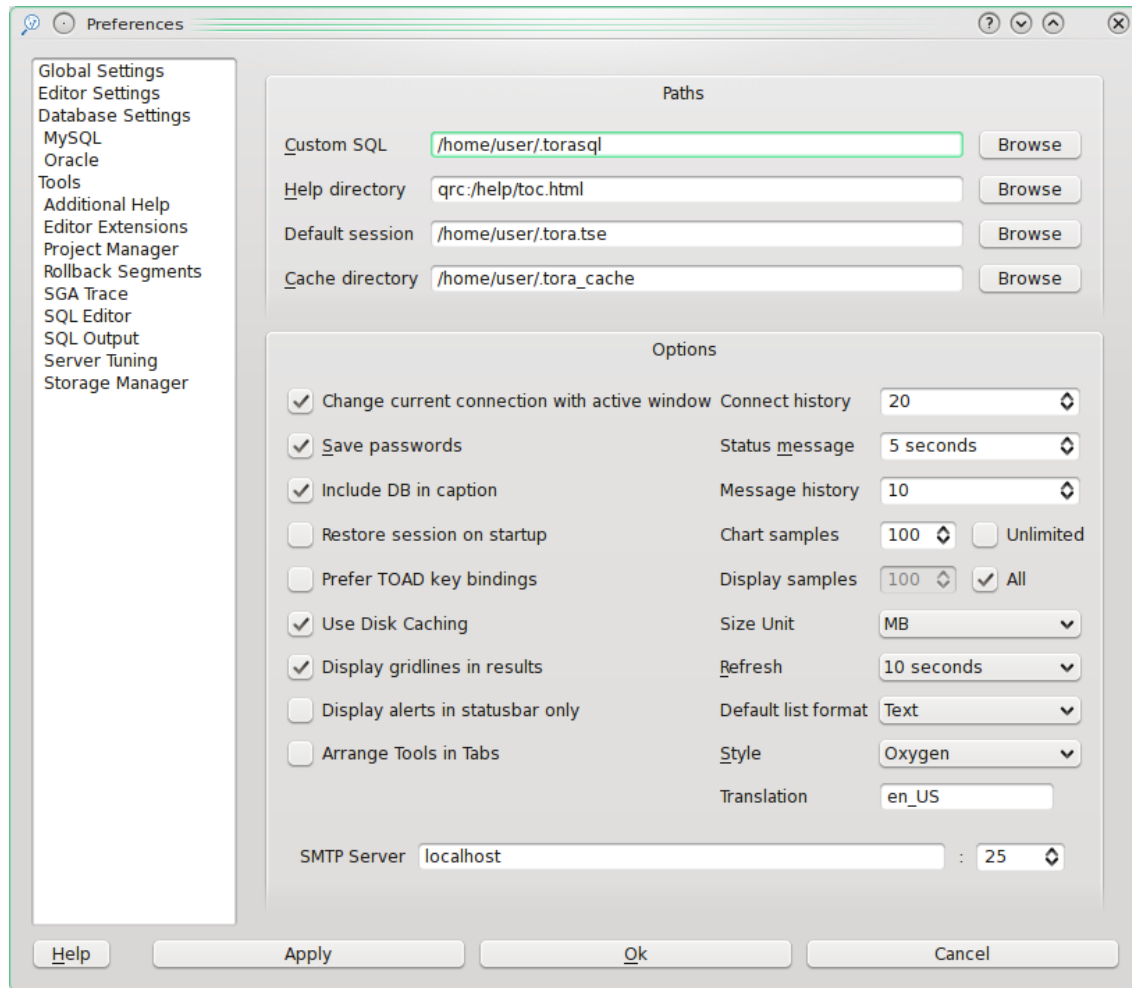 Preferences
Global Settings
Editor Settings
Database Settings
MySQL
Oracle
Tools
Additional Help
Editor Extensions
Project Manager
Rollback Segments
SGA Trace
SQL Editor
SQL Output
Server Tuning
Storage Manager
Paths
Custom SQL /home/user/.torasql Browse
Help directory qrc:/help/toc.html Browse
Default session /home/user/.tora.tse Browse
Cache directory /home/user/.tora_cache Browse
Options
Change current connection with active window Connect history 20
Save passwords Status message 5 seconds
Include DB in caption Message history 10
Restore session on startup Chart samples 100 Unlimited
Prefer TOAD key bindings Display samples 100 All
Use Disk Caching Size Unit MB
Display gridlines in results Refresh 10 seconds
Display alerts in statusbar only Default list format Text
Arrange Tools in Tabs Style Oxygen
Translation en_US
SMTP Server localhost : 25
Help Apply Ok Cancel